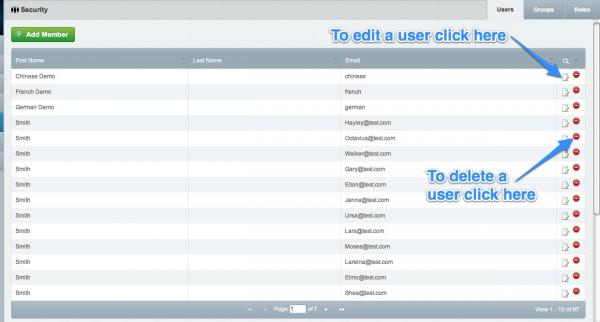 Security
Users Groups Roles
Add Member
To edit a user click here
First Name Last Name Email
Chinese Demo chinese
French Demo french
German Demo german
Smith Hayley@test.com
Smith Octavius@test.com
Smith Walker@test.com
Smith Gary@test.com
To delete a
user click here
Smith Elton@test.com
Smith Janna@test.com
Smith Ursa@test.com
Smith Lars@test.com
Smith Moses@test.com
Smith Lareina@test.com
Smith Elmo@test.com
Smith Shea@test.com
Page 1 of 7
View 1 - 15 of 97